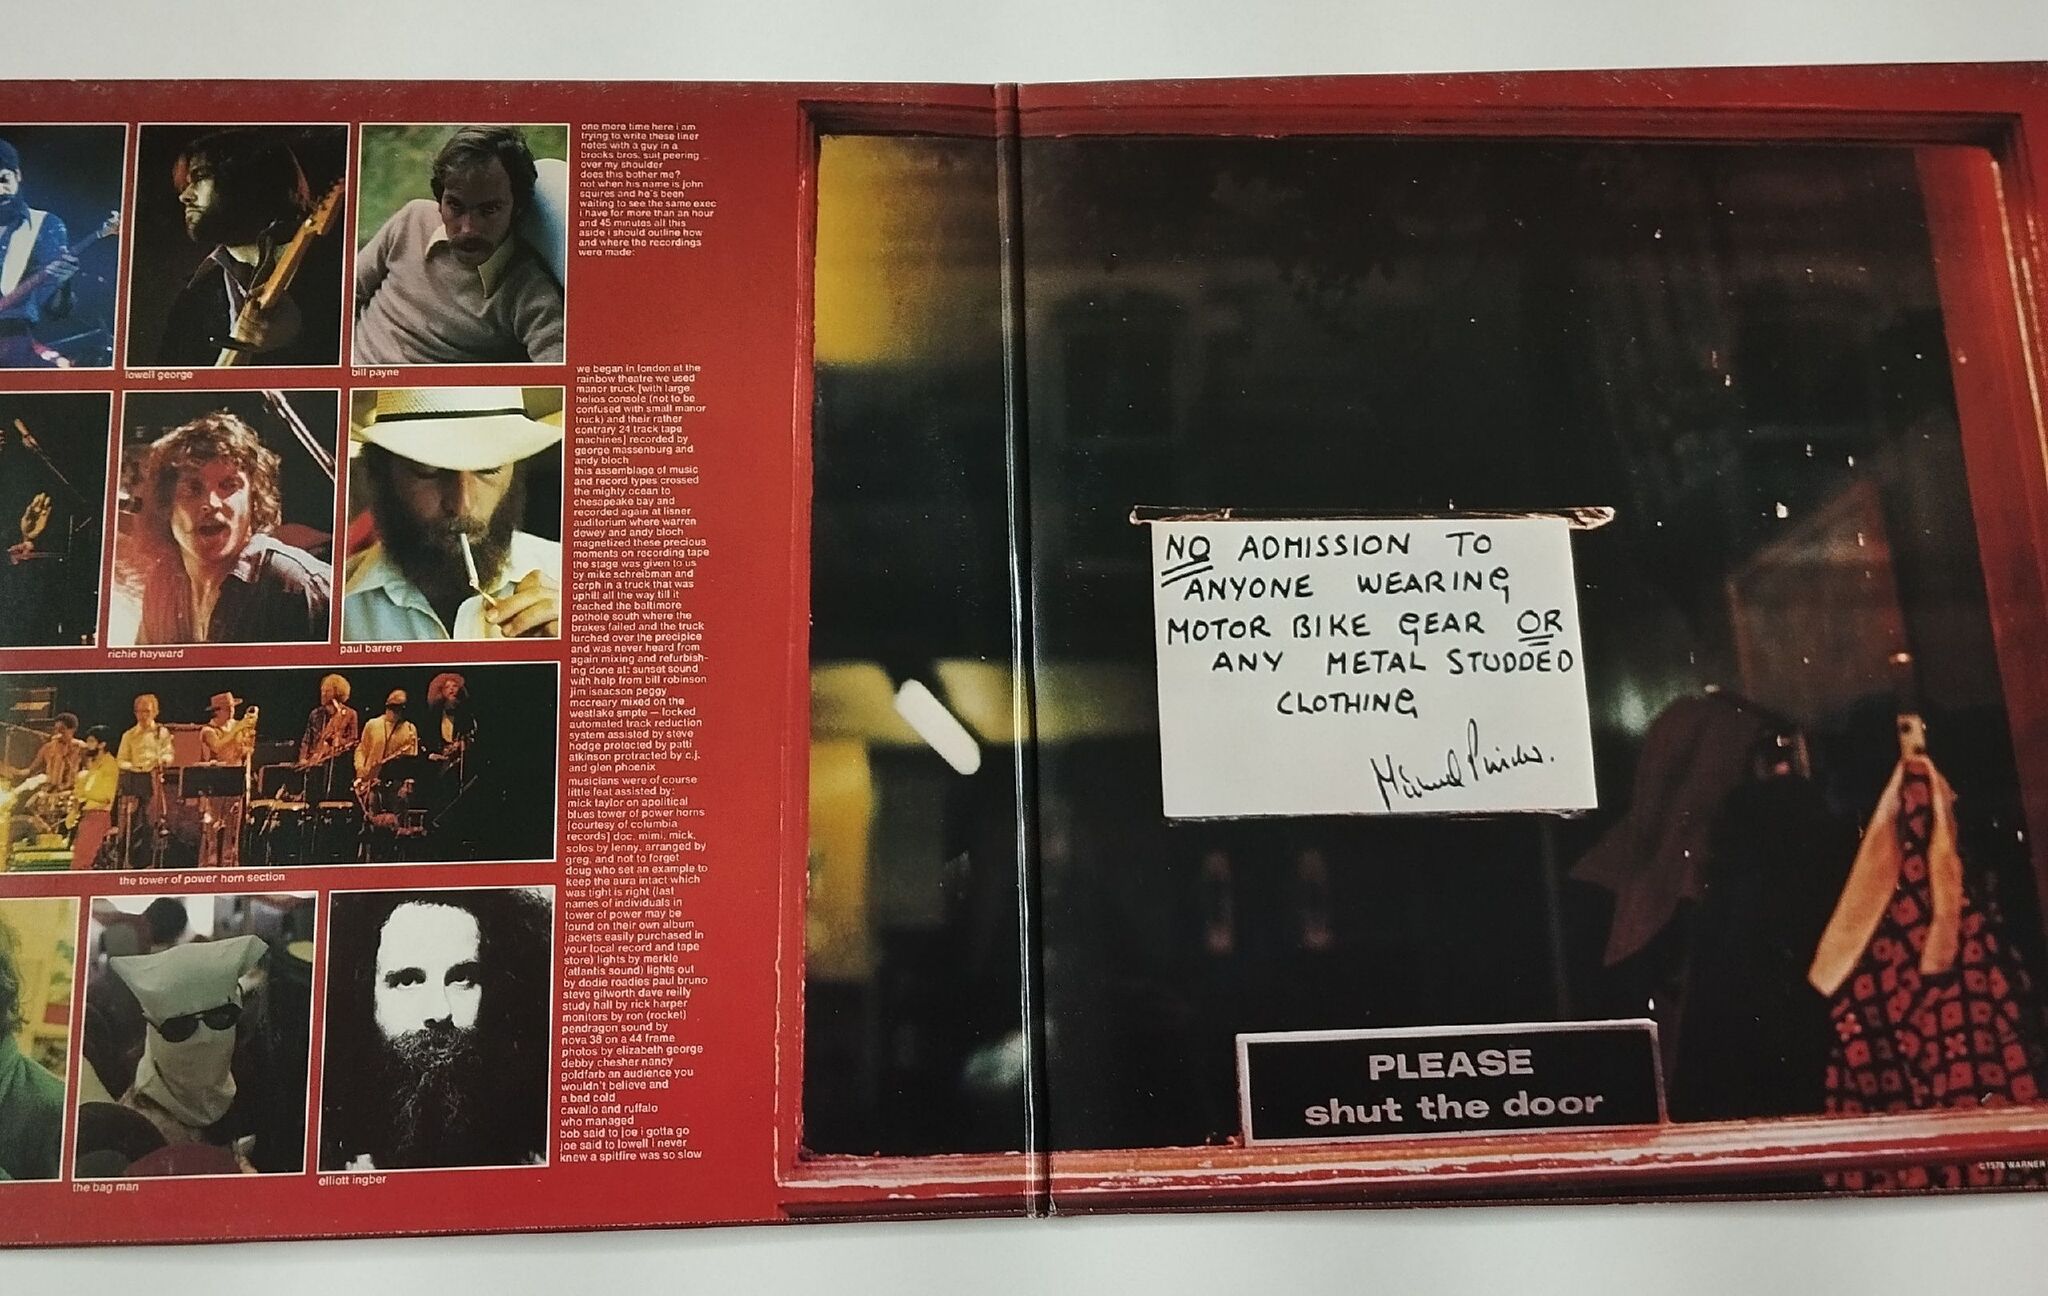 lowell george
bill payne
richie hayward
paul barrere
the tower of power horn section
the bag man
elliott ingber
one more time here i am
trying to write these liner
notes with a guy in a
brooks bros. suit peering
over my shoulder
does this bother me?
not when his name is john
squires and he's been
waiting to see the same exec
i have for more than an hour
and 45 minutes all this
aside i should outline how
and where the recordings
were made:
we began in london at the
rainbow theatre we used
manor truck [with large
helios console (not to be
confused with small manor
truck) and their rather
contrary 24 track tape
machines] recorded by
george massenburg and
andy bloch
this assemblage of music
and record types crossed
the mighty ocean to
chesapeake bay and
recorded again at lisner
auditorium where warren
dewey and andy bloch
magnetized these precious
moments on recording tape
the stage was given to us
by mike schreibman and
cerph in a truck that was
uphill all the way till it
reached the baltimore
pothole south where the
brakes failed and the truck
lurched over the precipice
and was never heard from
again mixing and refurbish-
ing done at: sunset sound
with help from bill robinson
jim isaacson peggy
mccreary mixed on the
westlake smpte — locked
automated track reduction
system assisted by steve
hodge protected by patti
atkinson protracted by c.j.
and glen phoenix
musicians were of course
little feat assisted by:
mick taylor on apolitical
blues tower of power horns
[courtesy of columbia
records] doc, mimi, mick,
solos by lenny, arranged by
greg, and not to forget
doug who set an example to
keep the aura intact which
was tight is right (last
names of individuals in
tower of power may be
found on their own album
jackets easily purchased in
your local record and tape
store) lights by merkle
(atlantis sound) lights out
by dodie roadies paul bruno
steve gilworth dave reilly
study hall by rick harper
monitors by ron (rocket)
pendragon sound by
nova 38 on a 44 frame
photos by elizabeth george
debby chesher nancy
goldfarb an audience you
wouldn't believe and
a bad cold
cavallo and ruffalo
who managed
bob said to joe i gotta go
joe said to lowell i never
knew a spitfire was so slow
NO ADMISSION TO
ANYONE WEARING
MOTOR BIKE GEAR OR
ANY METAL STUDDED
CLOTHING
PLEASE
shut the door
©1978 WARNER